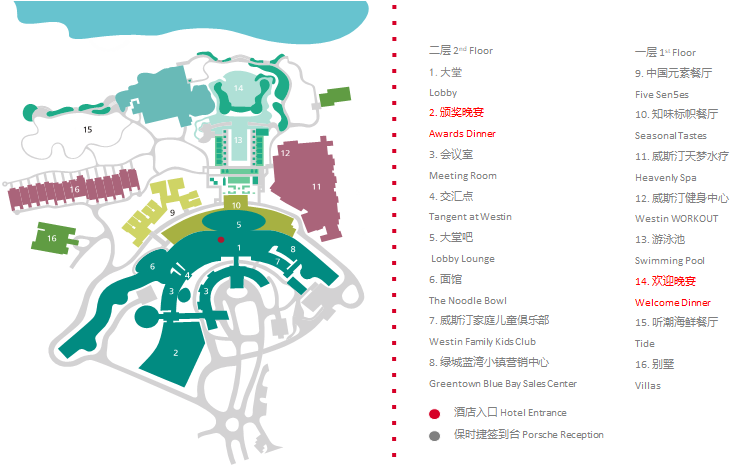 14
15
13
12
16
11
10
9
5
16
1
8
6
4
7
3
3
2
二层 2nd Floor
1. 大堂
Lobby
2. 颁奖晚宴
Awards Dinner
3. 会议室
Meeting Room
4. 交汇点
Tangent at Westin
5. 大堂吧
Lobby Lounge
6. 面馆
The Noodle Bowl
7. 威斯汀家庭儿童俱乐部
Westin Family Kids Club
8. 绿城蓝湾小镇营销中心
Greentown Blue Bay Sales Center
酒店入口 Hotel Entrance
保时捷签到台 Porsche Reception
一层 1st Floor
9. 中国元素餐厅
Five Sen5es
10. 知味标帜餐厅
Seasonal Tastes
11. 威斯汀天梦水疗
Heavenly Spa
12. 威斯汀健身中心
Westin WORKOUT
13. 游泳池
Swimming Pool
14. 欢迎晚宴
Welcome Dinner
15. 听潮海鲜餐厅
Tide
16. 别墅
Villas